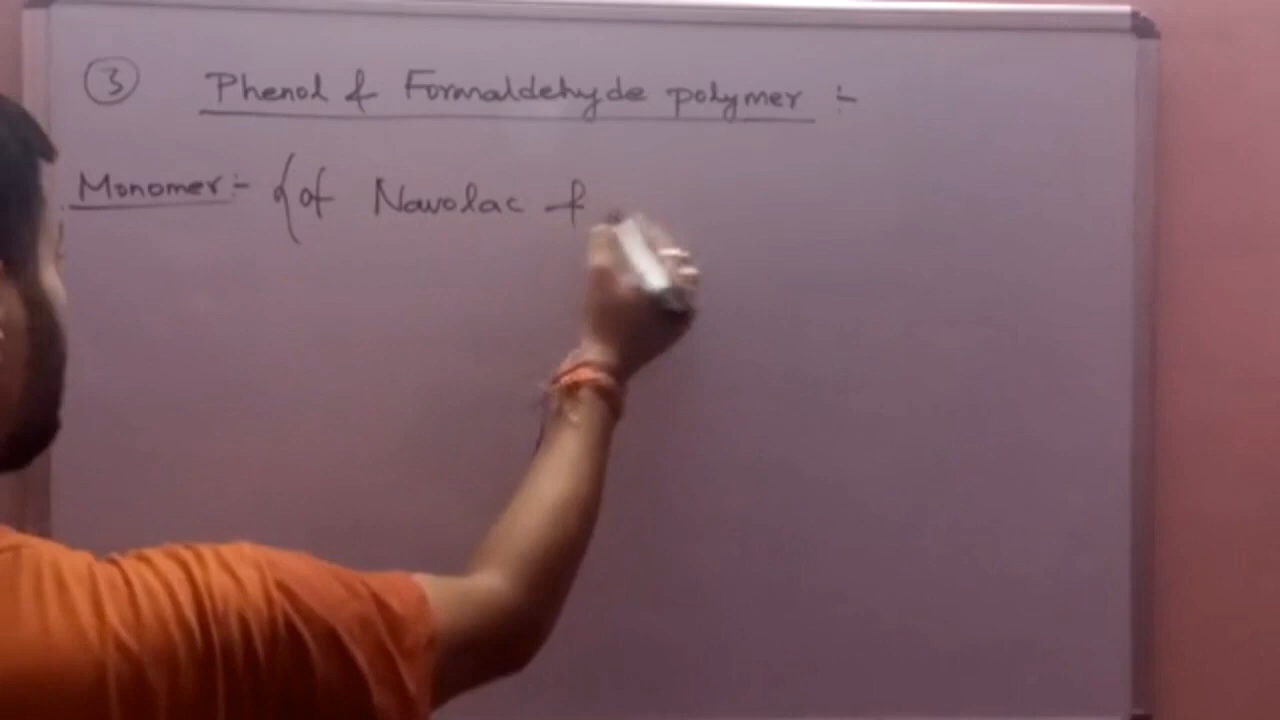 ③ Phenol & Formaldehyde polymer :-
Monomer :- {of Navolac &